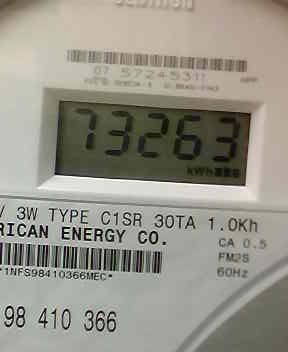 07 57245311
73263
kWh
V 3W TYPE C1SR 30TA 1.0Kh
RICAN ENERGY CO.
CA 0.5
FM2S
*1NFS98410366MEC*
60Hz
98 410 366